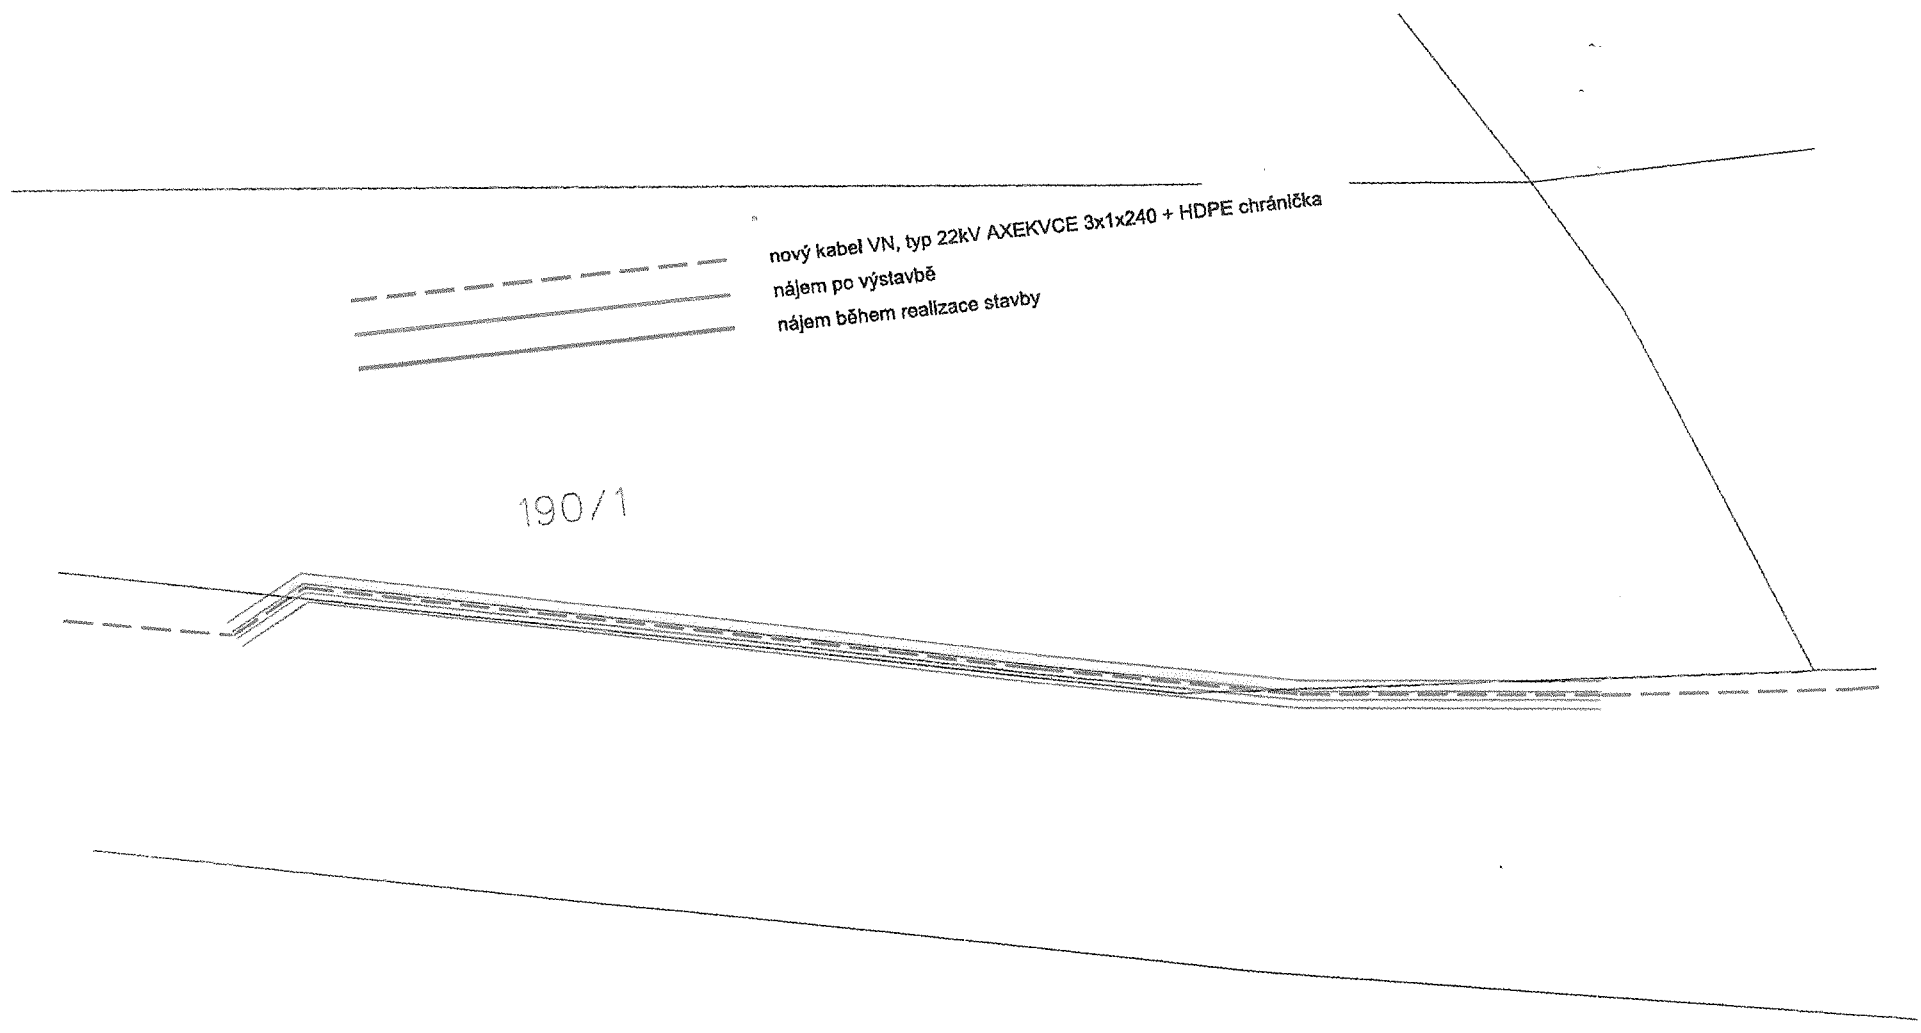 nový kabel VN, typ 22kV AXEKVCE 3x1x240 + HDPE chránička
nájem po výstavbě
nájem během realizace stavby
190/1